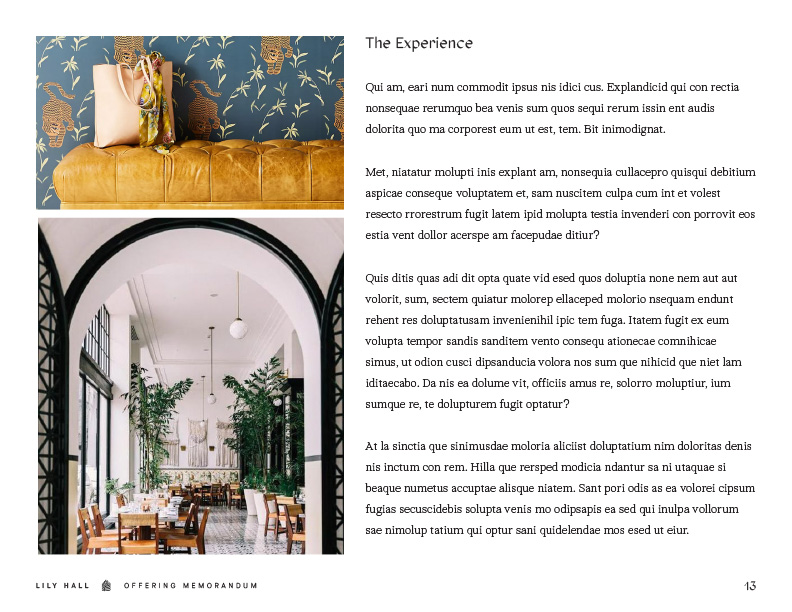 The Experience
Qui am, eari num commodit ipsus nis idici cus. Explandicid qui con rectia
nonsequae rerumquo bea venis sum quos sequi rerum issin ent audis
dolorita quo ma corporest eum ut est, tem. Bit inimodignat.
Met, niatatur molupti inis explant am, nonsequia cullacepro quisqui debitium
aspicae conseque voluptatem et, sam nuscitem culpa cum int et volest
resecto rrorestrum fugit latem ipid molupta testia invenderi con porrovit eos
estia vent dollor acerspe am facepudae ditiur?
Quis ditis quas adi dit opta quate vid esed quos doluptia none nem aut aut
volorit, sum, sectem quiatur molorep ellaceped molorio nsequam endunt
rehent res doluptatusam invenienihil ipic tem fuga. Itatem fugit ex eum
volupta tempor sandis sanditem vento consequ ationecae comnihicae
simus, ut odion cusci dipsanducia volora nos sum que nihicid que niet lam
iditaecabo. Da nis ea dolume vit, officiis amus re, solorro moluptiur, ium
sumque re, te dolupturem fugit optatur?
At la sinctia que sinimusdae moloria aliciist doluptatium nim doloritas denis
nis inctum con rem. Hilla que rersped modicia ndantur sa ni utaquae si
beaque numetus accuptae alisque niatem. Sant pori odis as ea volorei cipsum
fugias secuscidebis solupta venis mo odipsapis ea sed qui inulpa vollorum
sae nimolup tatium qui optur sani quidelendae mos esed ut eiur.
LILY HALL OFFERING MEMORANDUM 13